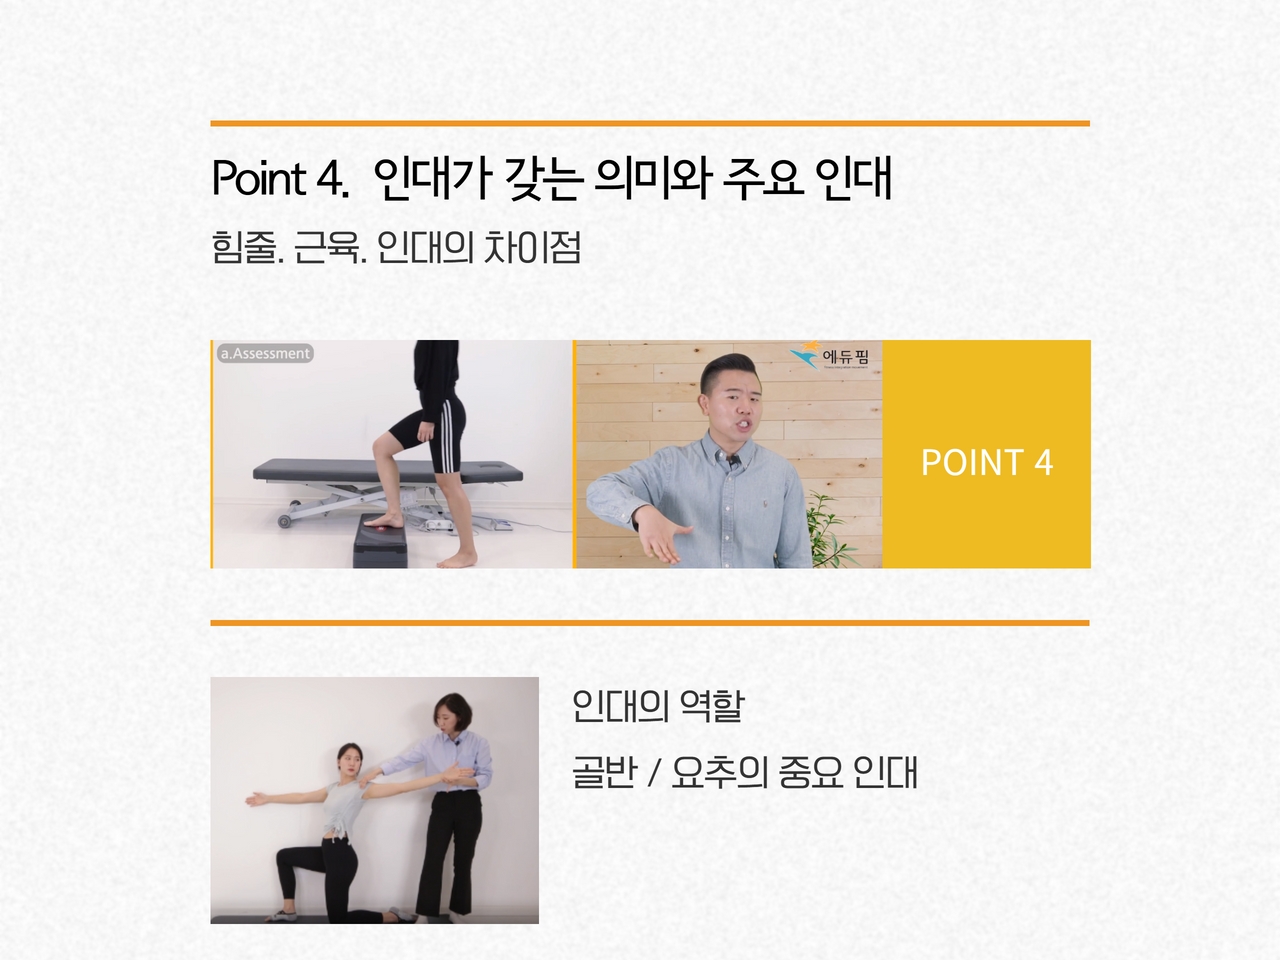 Point 4. 인대가 갖는 의미와 주요 인대
힘줄. 근육. 인대의 차이점
a.Assessment
에듀핌
POINT 4
인대의 역할
골반 / 요추의 중요 인대